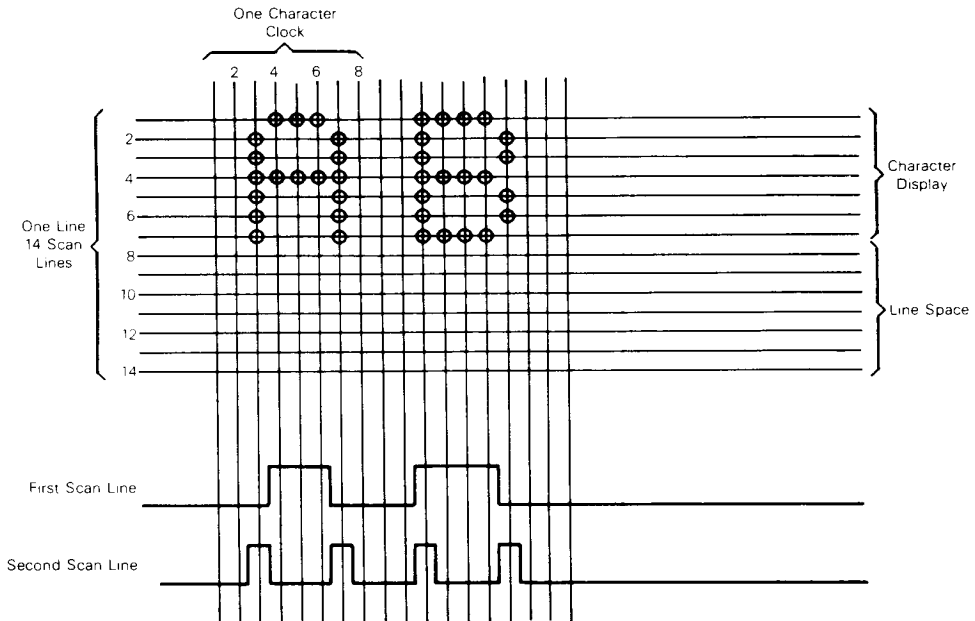 One Character
Clock
2 4 6 8
2
4
6
8
10
12
14
One Line
14 Scan
Lines
Character
Display
Line Space
First Scan Line
Second Scan Line